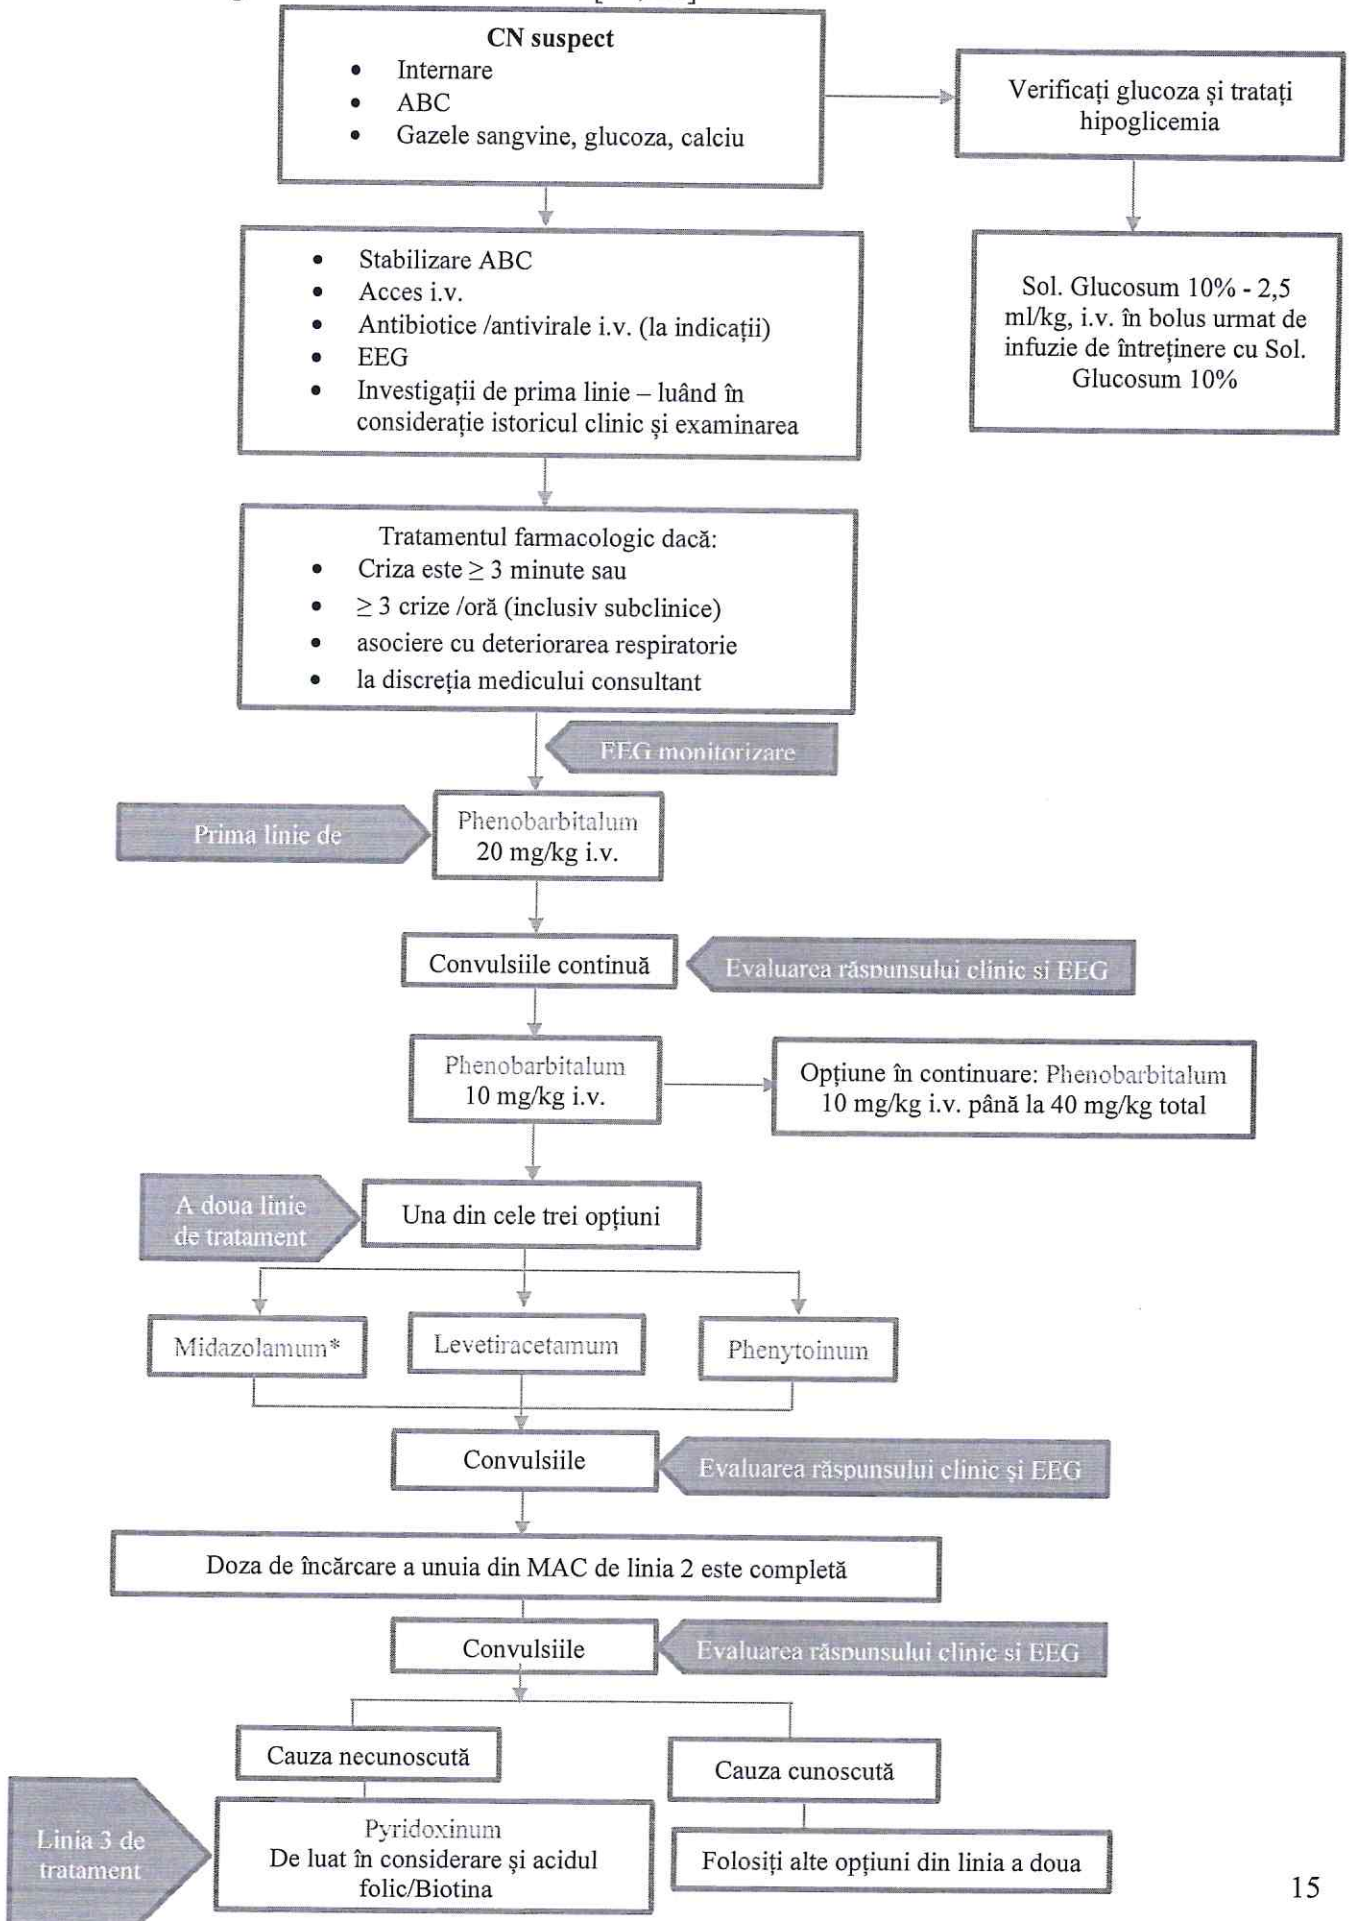 CN suspect
• Internare
• ABC
• Gazele sangvine, glucoza, calciu
Verificați glucoza și tratați
hipoglicemia
• Stabilizare ABC
• Acces i.v.
• Antibiotice /antivirale i.v. (la indicații)
• EEG
• Investigații de prima linie – luând în
considerație istoricul clinic și examinarea
Sol. Glucosum 10% - 2,5
ml/kg, i.v. în bolus urmat de
infuzie de întreținere cu Sol.
Glucosum 10%
Tratamentul farmacologic dacă:
• Criza este ≥ 3 minute sau
• ≥ 3 crize /oră (inclusiv subclinice)
• asociere cu deteriorarea respiratorie
• la discreția medicului consultant
EEG monitorizare
Prima linie de
Phenobarbitalum
20 mg/kg i.v.
Convulsiile continuă
Evaluarea răspunsului clinic si EEG
Phenobarbitalum
10 mg/kg i.v.
Opțiune în continuare: Phenobarbitalum
10 mg/kg i.v. până la 40 mg/kg total
A doua linie
de tratament
Una din cele trei opțiuni
Midazolamum*
Levetiracetamum
Phenytoinum
Convulsiile
Evaluarea răspunsului clinic și EEG
Doza de încărcare a unuia din MAC de linia 2 este completă
Convulsiile
Evaluarea răspunsului clinic si EEG
Cauza necunoscută
Cauza cunoscută
Linia 3 de
tratament
Pyridoxinum
De luat în considerare și acidul
folic/Biotina
Folosiți alte opțiuni din linia a doua
15